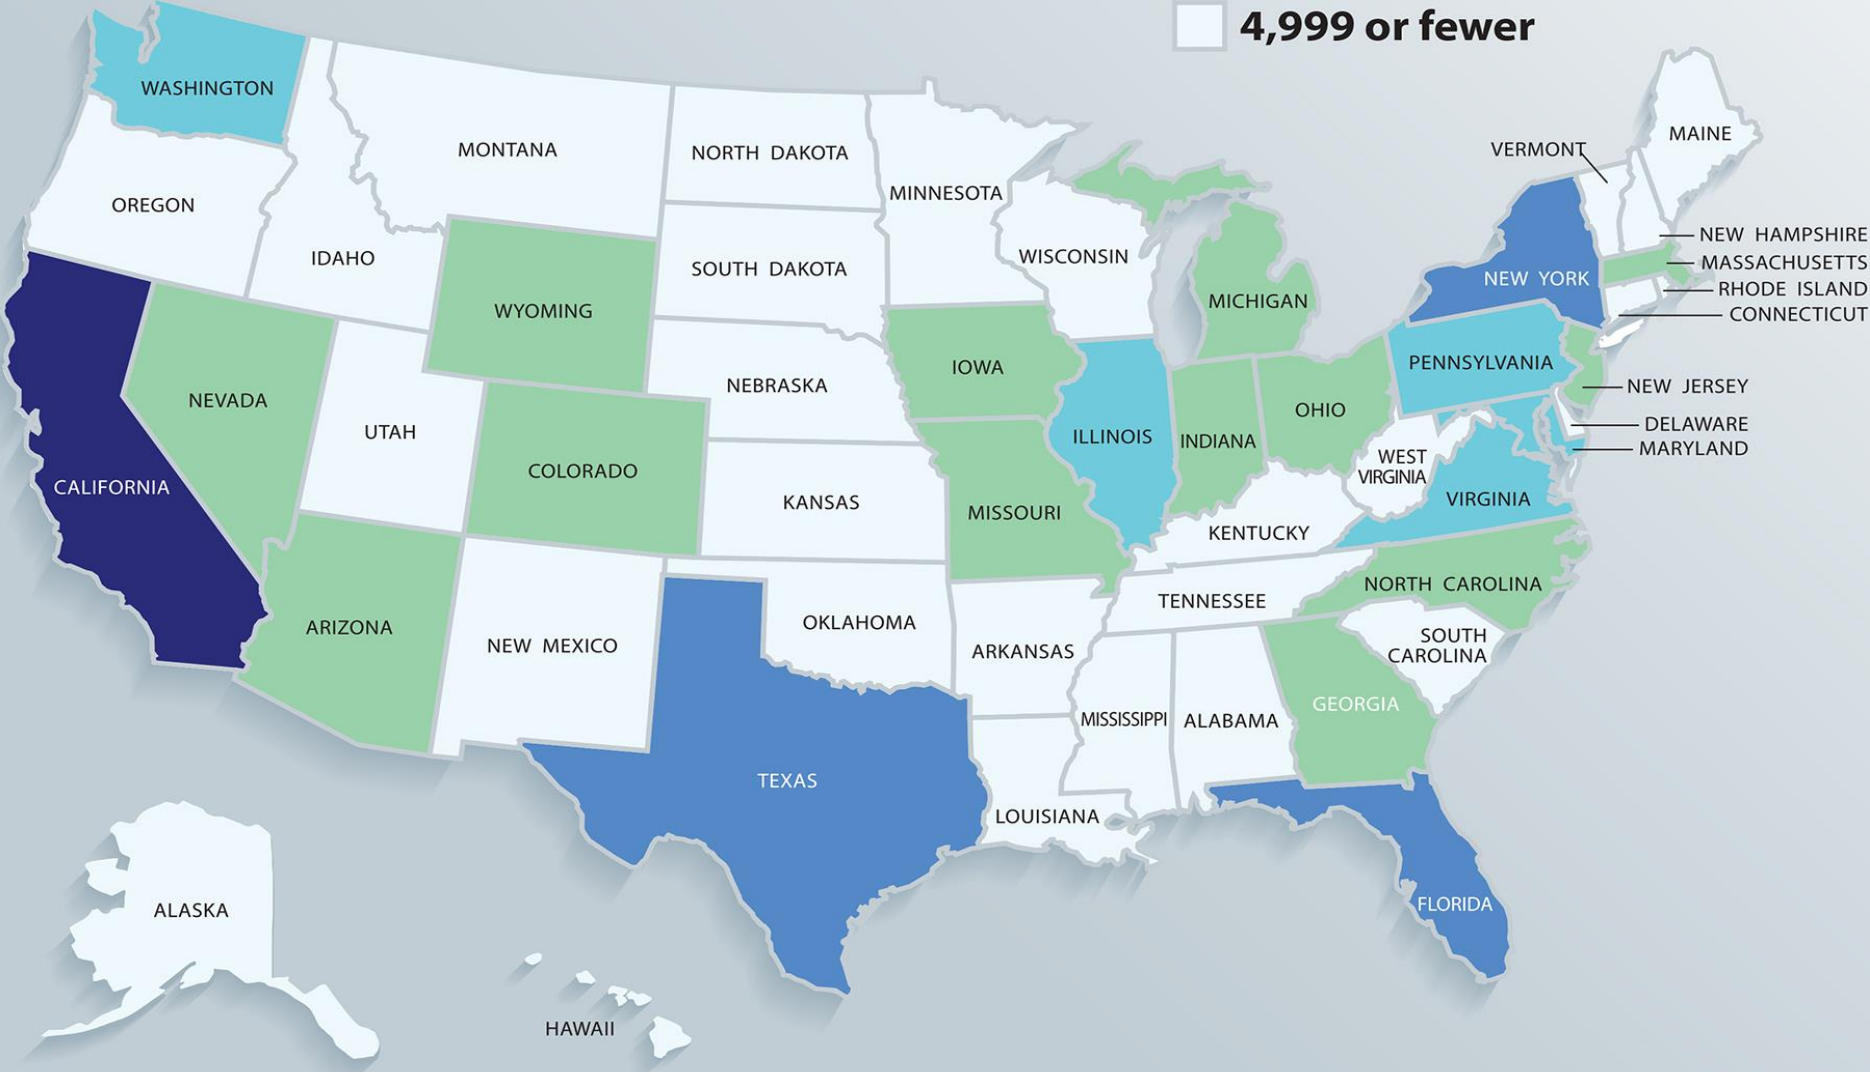 4,999 or fewer
WASHINGTON
MAINE
MONTANA
VERMONT
NORTH DAKOTA
MINNESOTA
OREGON
NEW HAMPSHIRE
IDAHO
WISCONSIN
MASSACHUSETTS
SOUTH DAKOTA
NEW YORK
RHODE ISLAND
MICHIGAN
WYOMING
CONNECTICUT
PENNSYLVANIA
IOWA
NEBRASKA
NEW JERSEY
NEVADA
OHIO
DELAWARE
UTAH
ILLINOIS
INDIANA
MARYLAND
WEST
VIRGINIA
COLORADO
CALIFORNIA
VIRGINIA
KANSAS
MISSOURI
KENTUCKY
NORTH CAROLINA
TENNESSEE
OKLAHOMA
ARIZONA
SOUTH
CAROLINA
NEW MEXICO
ARKANSAS
GEORGIA
MISSISSIPPI
ALABAMA
TEXAS
LOUISIANA
FLORIDA
ALASKA
HAWAII